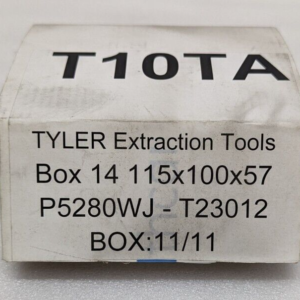 T10TA
TYLER Extraction Tools
Box 14 115x100x57
P5280WJ - T23012
BOX:11/11